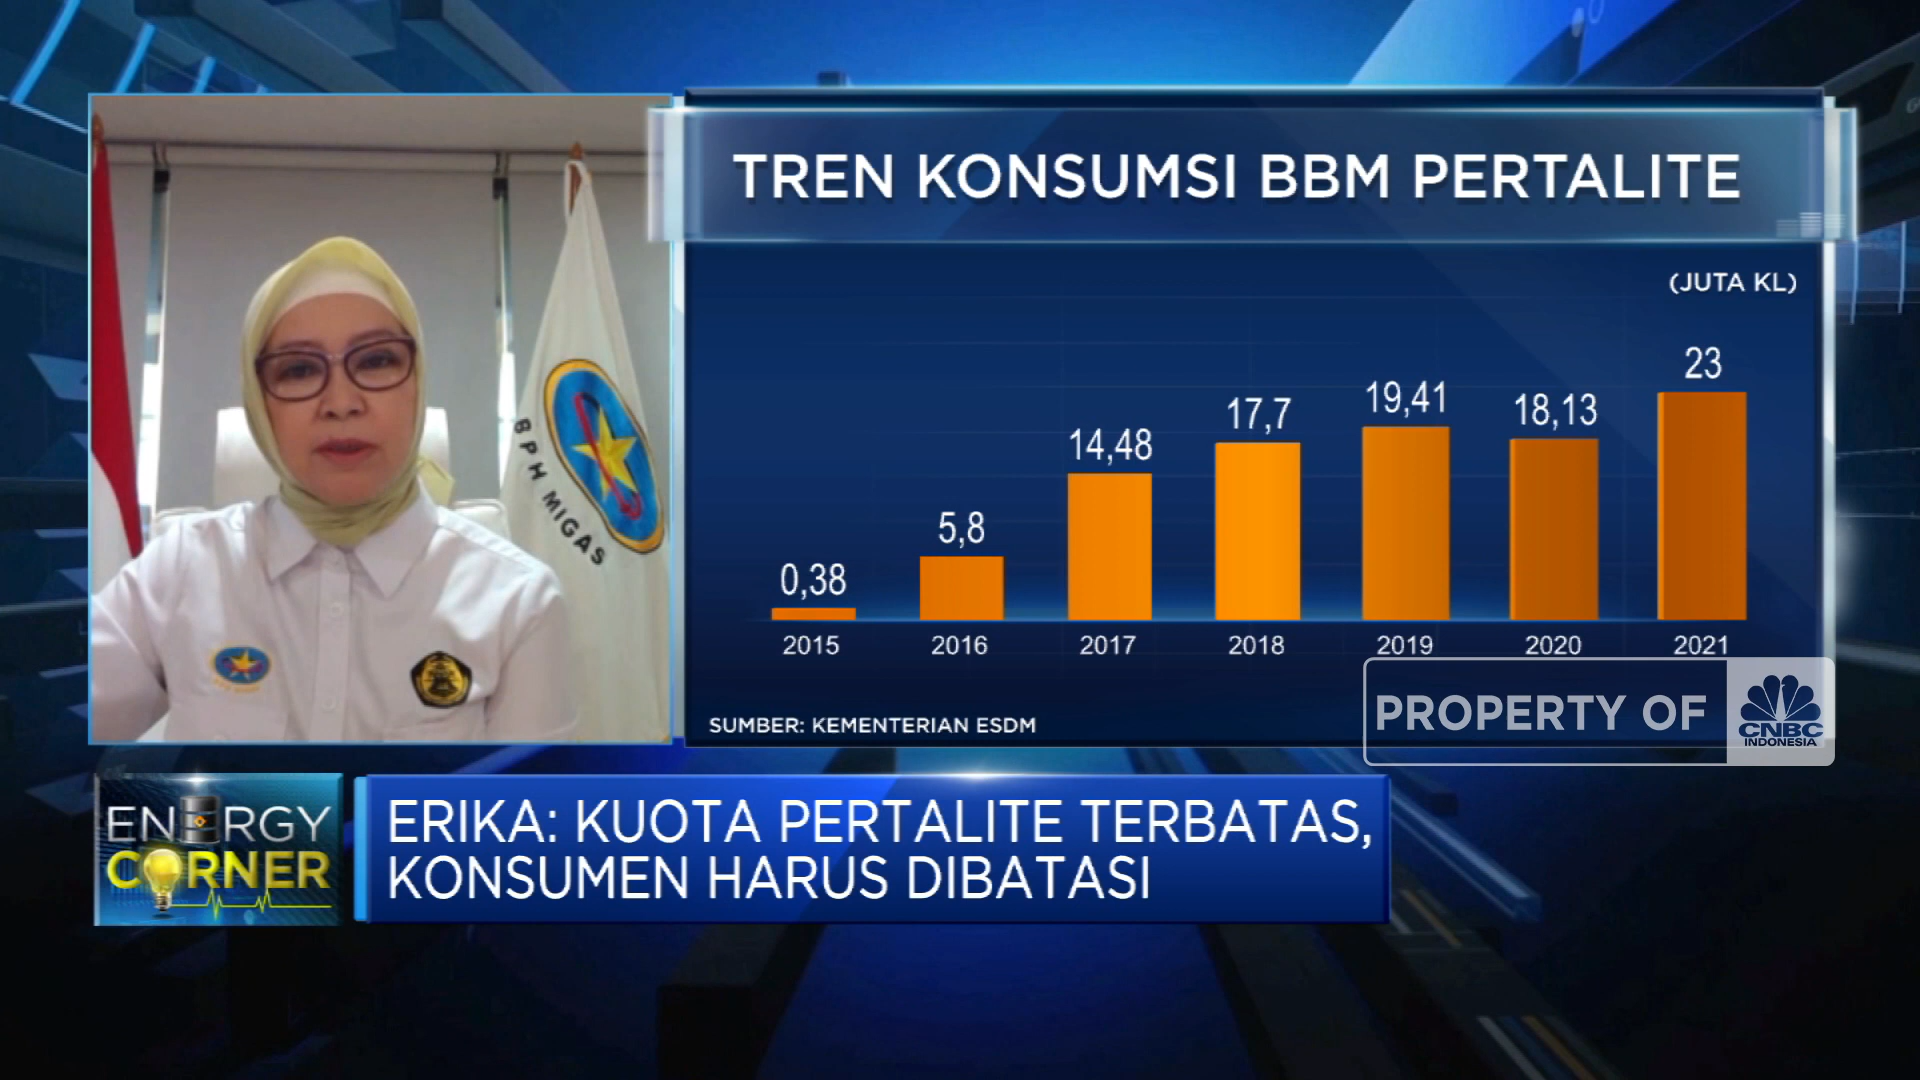 TREN KONSUMSI BBM PERTALITE
(JUTA KL)
0,38
5,8
14,48
17,7
19,41
18,13
23
2015
2016
2017
2018
2019
2020
2021
SUMBER: KEMENTERIAN ESDM
PROPERTY OF
CNBC
INDONESIA
BPH MIGAS
ENERGY
CORNER
ERIKA: KUOTA PERTALITE TERBATAS,
KONSUMEN HARUS DIBATASI